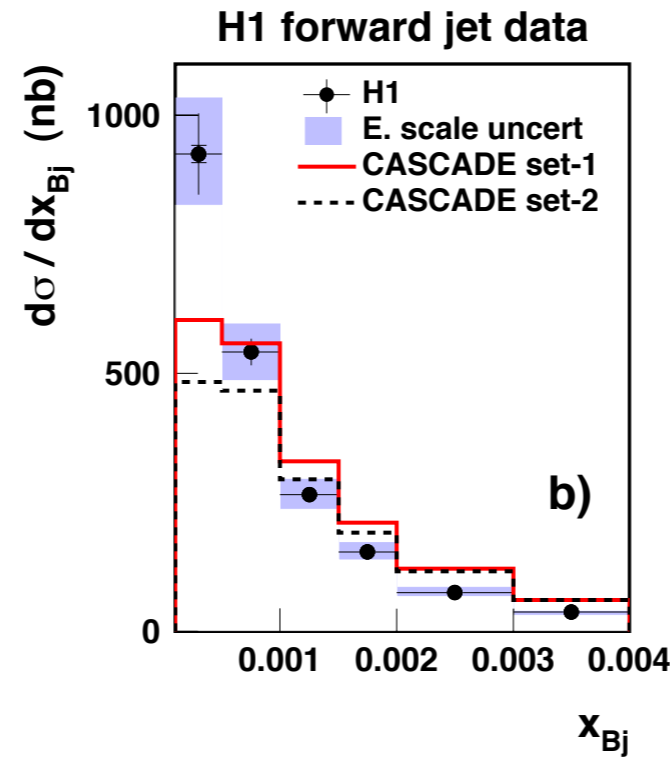 H1 forward jet data
dσ / dx_Bj (nb)
1000
500
0
H1
E. scale uncert
CASCADE set-1
CASCADE set-2
b)
0.001 0.002 0.003 0.004
x_Bj